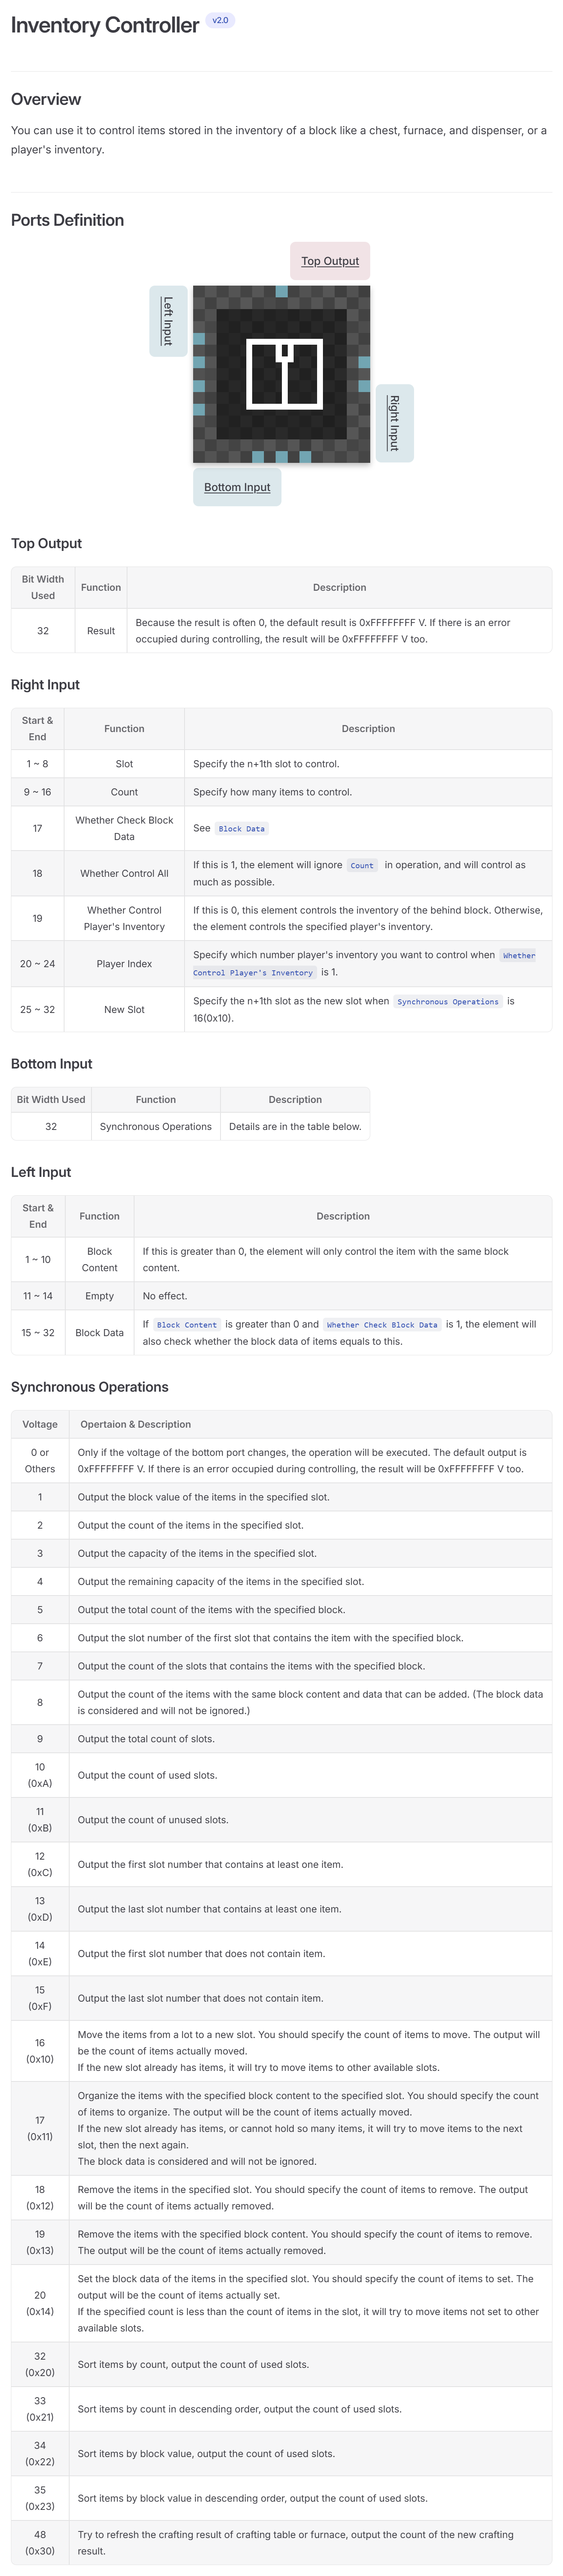 Inventory Controller v2.0
Overview
You can use it to control items stored in the inventory of a block like a chest, furnace, and dispenser, or a
player's inventory.
Ports Definition
Top Output
Left Input
Right Input
Bottom Input
Top Output
Bit Width
Used
Function
Description
32
Result
Because the result is often 0, the default result is 0xFFFFFFFF V. If there is an error
occupied during controlling, the result will be 0xFFFFFFFF V too.
Right Input
Start &
End
Function
Description
1 ~ 8
Slot
Specify the n+1th slot to control.
9 ~ 16
Count
Specify how many items to control.
17
Whether Check Block
Data
See Block Data
18
Whether Control All
If this is 1, the element will ignore Count in operation, and will control as
much as possible.
19
Whether Control
Player's Inventory
If this is 0, this element controls the inventory of the behind block. Otherwise,
the element controls the specified player's inventory.
20 ~ 24
Player Index
Specify which number player's inventory you want to control when Whether
Control Player's Inventory is 1.
25 ~ 32
New Slot
Specify the n+1th slot as the new slot when Synchronous Operations is
16(0x10).
Bottom Input
Bit Width Used
Function
Description
32
Synchronous Operations
Details are in the table below.
Left Input
Start &
End
Function
Description
1 ~ 10
Block
Content
If this is greater than 0, the element will only control the item with the same block
content.
11 ~ 14
Empty
No effect.
15 ~ 32
Block Data
If Block Content is greater than 0 and Whether Check Block Data is 1, the element will
also check whether the block data of items equals to this.
Synchronous Operations
Voltage
Opertaion & Description
0 or
Others
Only if the voltage of the bottom port changes, the operation will be executed. The default output is
0xFFFFFFFF V. If there is an error occupied during controlling, the result will be 0xFFFFFFFF V too.
1
Output the block value of the items in the specified slot.
2
Output the count of the items in the specified slot.
3
Output the capacity of the items in the specified slot.
4
Output the remaining capacity of the items in the specified slot.
5
Output the total count of the items with the specified block.
6
Output the slot number of the first slot that contains the item with the specified block.
7
Output the count of the slots that contains the items with the specified block.
8
Output the count of the items with the same block content and data that can be added. (The block data
is considered and will not be ignored.)
9
Output the total count of slots.
10
(0xA)
Output the count of used slots.
11
(0xB)
Output the count of unused slots.
12
(0xC)
Output the first slot number that contains at least one item.
13
(0xD)
Output the last slot number that contains at least one item.
14
(0xE)
Output the first slot number that does not contain item.
15
(0xF)
Output the last slot number that does not contain item.
16
(0x10)
Move the items from a lot to a new slot. You should specify the count of items to move. The output will
be the count of items actually moved.
If the new slot already has items, it will try to move items to other available slots.
17
(0x11)
Organize the items with the specified block content to the specified slot. You should specify the count
of items to organize. The output will be the count of items actually moved.
If the new slot already has items, or cannot hold so many items, it will try to move items to the next
slot, then the next again.
The block data is considered and will not be ignored.
18
(0x12)
Remove the items in the specified slot. You should specify the count of items to remove. The output
will be the count of items actually removed.
19
(0x13)
Remove the items with the specified block content. You should specify the count of items to remove.
The output will be the count of items actually removed.
20
(0x14)
Set the block data of the items in the specified slot. You should specify the count of items to set. The
output will be the count of items actually set.
If the specified count is less than the count of items in the slot, it will try to move items not set to other
available slots.
32
(0x20)
Sort items by count, output the count of used slots.
33
(0x21)
Sort items by count in descending order, output the count of used slots.
34
(0x22)
Sort items by block value, output the count of used slots.
35
(0x23)
Sort items by block value in descending order, output the count of used slots.
48
(0x30)
Try to refresh the crafting result of crafting table or furnace, output the count of the new crafting
result.